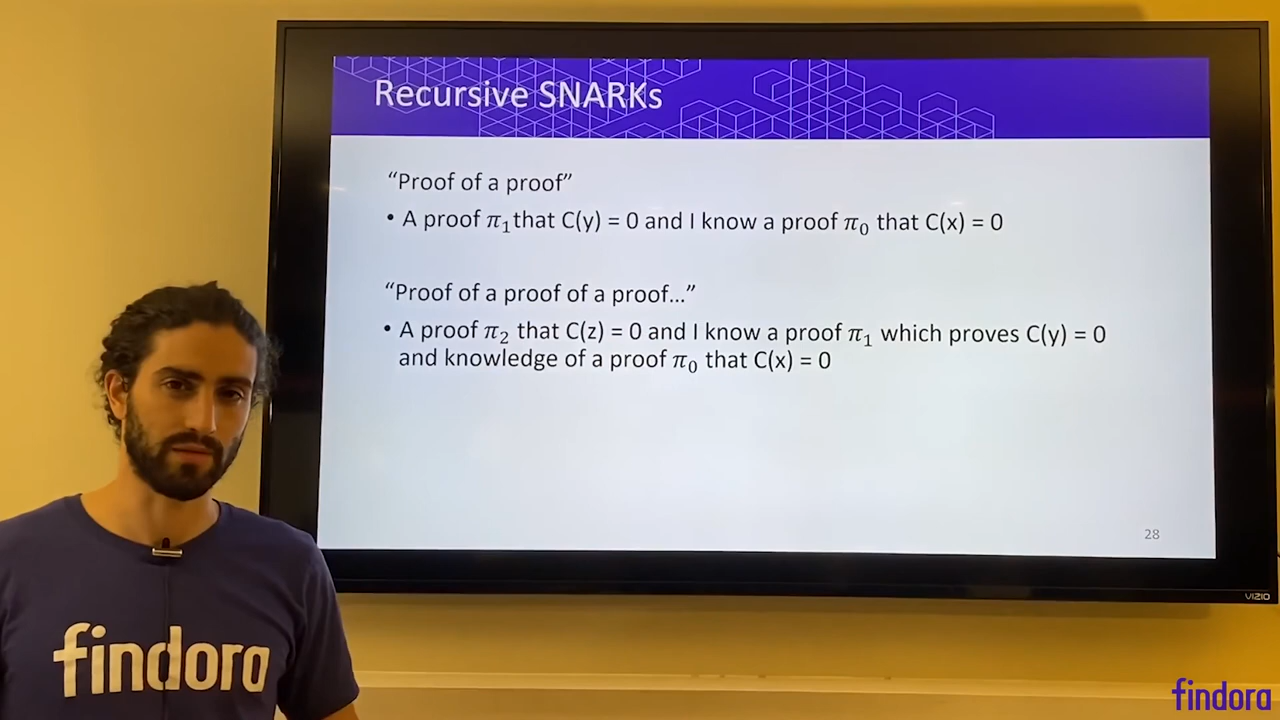 Recursive SNARKs
“Proof of a proof”
• A proof π₁ that C(y) = 0 and I know a proof π₀ that C(x) = 0
“Proof of a proof of a proof...”
• A proof π₂ that C(z) = 0 and I know a proof π₁ which proves C(y) = 0
and knowledge of a proof π₀ that C(x) = 0
28
VIZIO
findora
findora